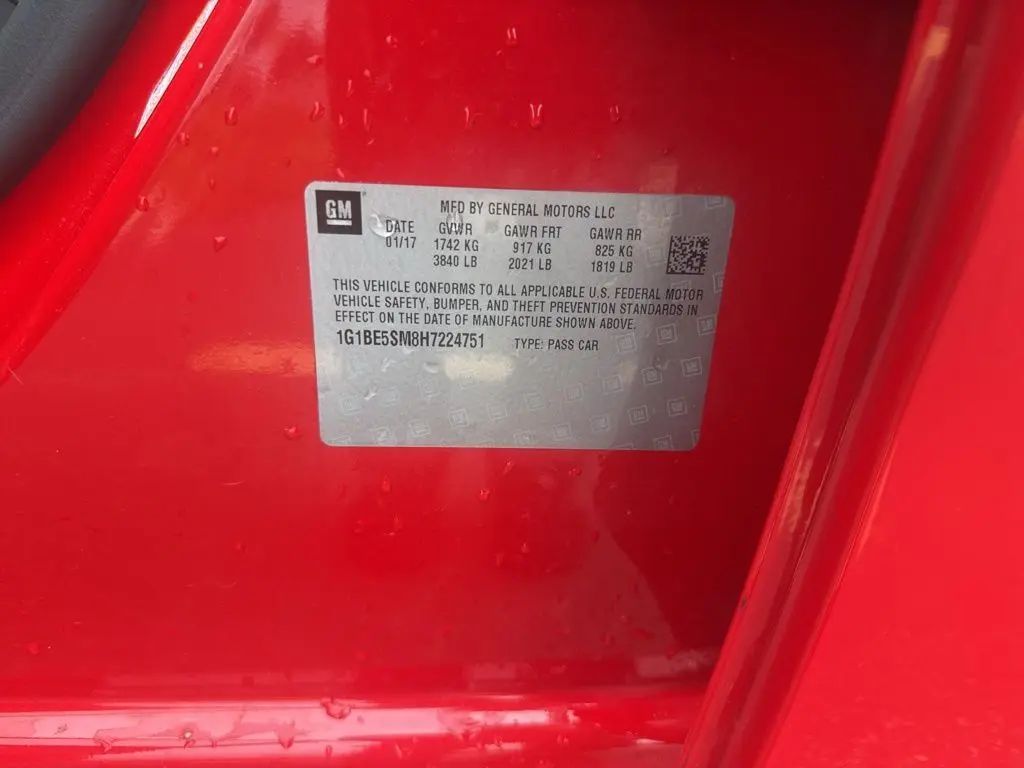 GM
MFD BY GENERAL MOTORS LLC
DATE GVWR GAWR FRT GAWR RR
01/17 1742 KG 917 KG 825 KG
3840 LB 2021 LB 1819 LB
THIS VEHICLE CONFORMS TO ALL APPLICABLE U.S. FEDERAL MOTOR
VEHICLE SAFETY, BUMPER, AND THEFT PREVENTION STANDARDS IN
EFFECT ON THE DATE OF MANUFACTURE SHOWN ABOVE.
1G1BE5SM8H7224751 TYPE: PASS CAR